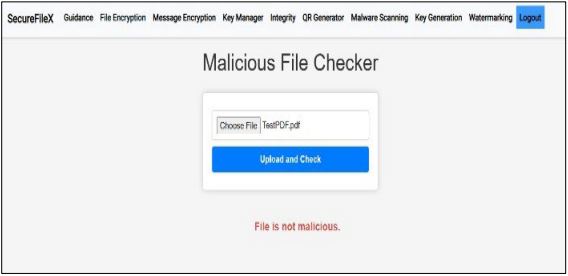 SecureFileX Guidance File Encryption Message Encryption Key Manager Integrity QR Generator Malware Scanning Key Generation Watermarking Logout
Malicious File Checker
Choose File TestPDF.pdf
Upload and Check
File is not malicious.